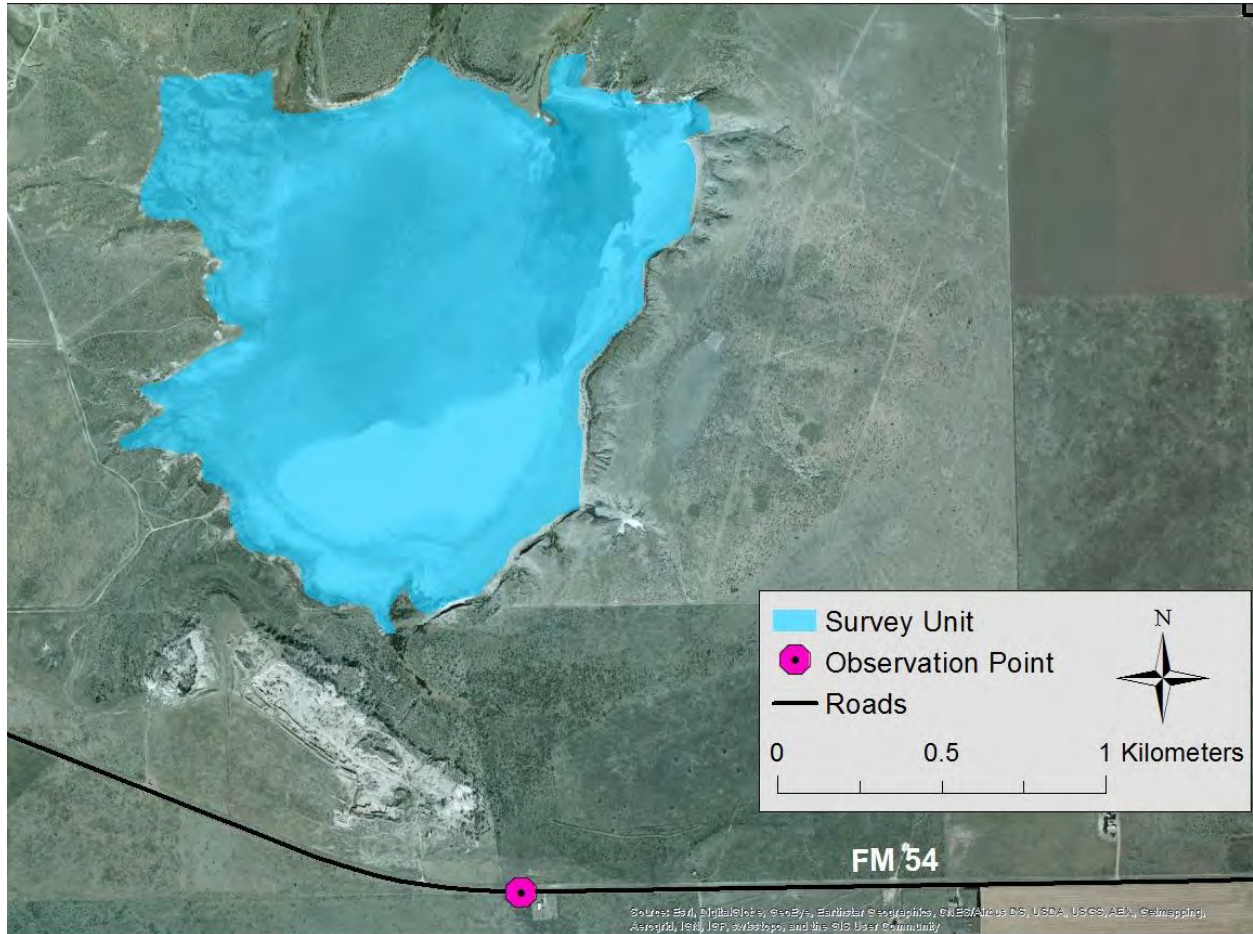 Survey Unit
Observation Point
Roads
N
0 0.5 1 Kilometers
FM 54
Source: Esri, DigitalGlobe, GeoEye, Earthstar Geographics, CNES/Airbus DS, USDA, USGS, AEX, Getmapping,
Aerogrid, IGN, IGP, swisstopo, and the GIS User Community